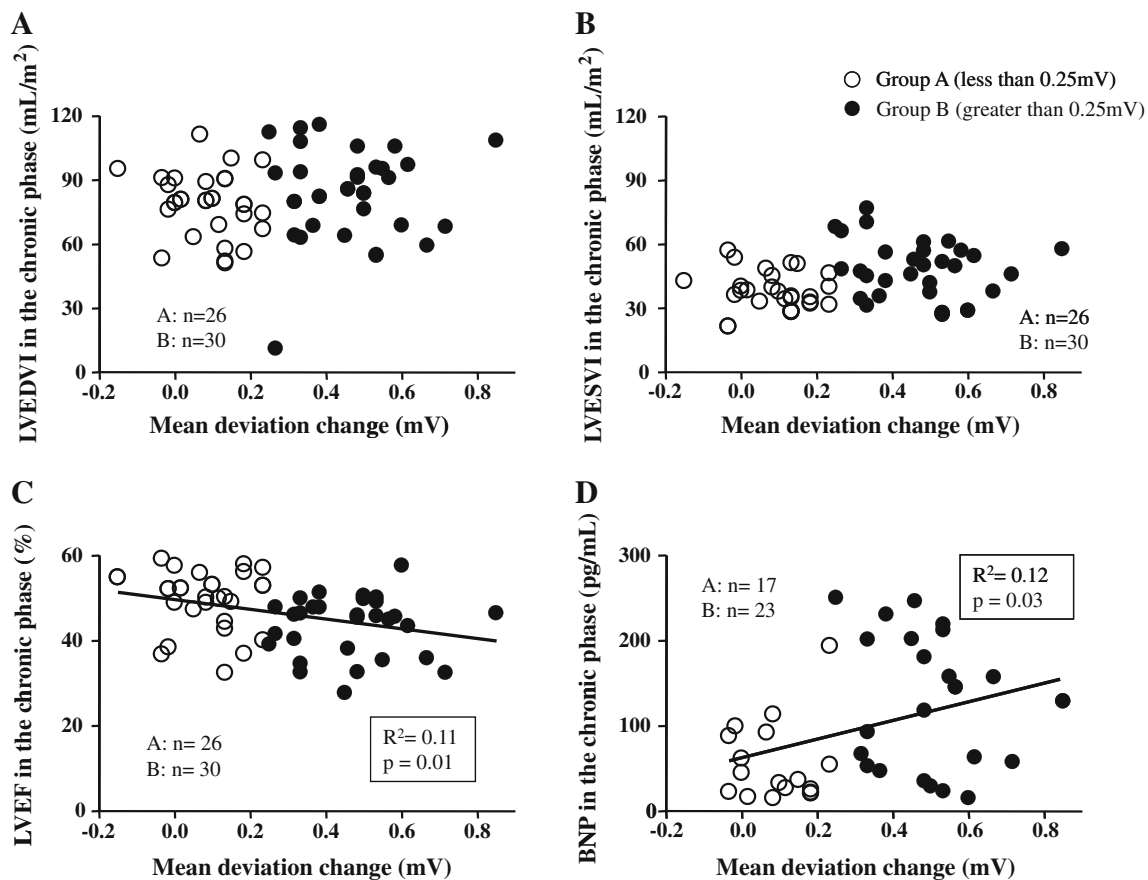 A
LVEDVI in the chronic phase (mL/m²)
120
90
60
30
0
A: n=26
B: n=30
-0.2 0.0 0.2 0.4 0.6 0.8
Mean deviation change (mV)
B
Group A (less than 0.25mV)
Group B (greater than 0.25mV)
LVESVI in the chronic phase (mL/m²)
120
90
60
30
0
A: n=26
B: n=30
-0.2 0.0 0.2 0.4 0.6 0.8
Mean deviation change (mV)
C
LVEF in the chronic phase (%)
60
40
20
0
A: n= 26
B: n= 30
R²= 0.11
p = 0.01
-0.2 0.0 0.2 0.4 0.6 0.8
Mean deviation change (mV)
D
BNP in the chronic phase (pg/mL)
300
200
100
0
A: n= 17
B: n= 23
R²= 0.12
p = 0.03
-0.2 0.0 0.2 0.4 0.6 0.8
Mean deviation change (mV)